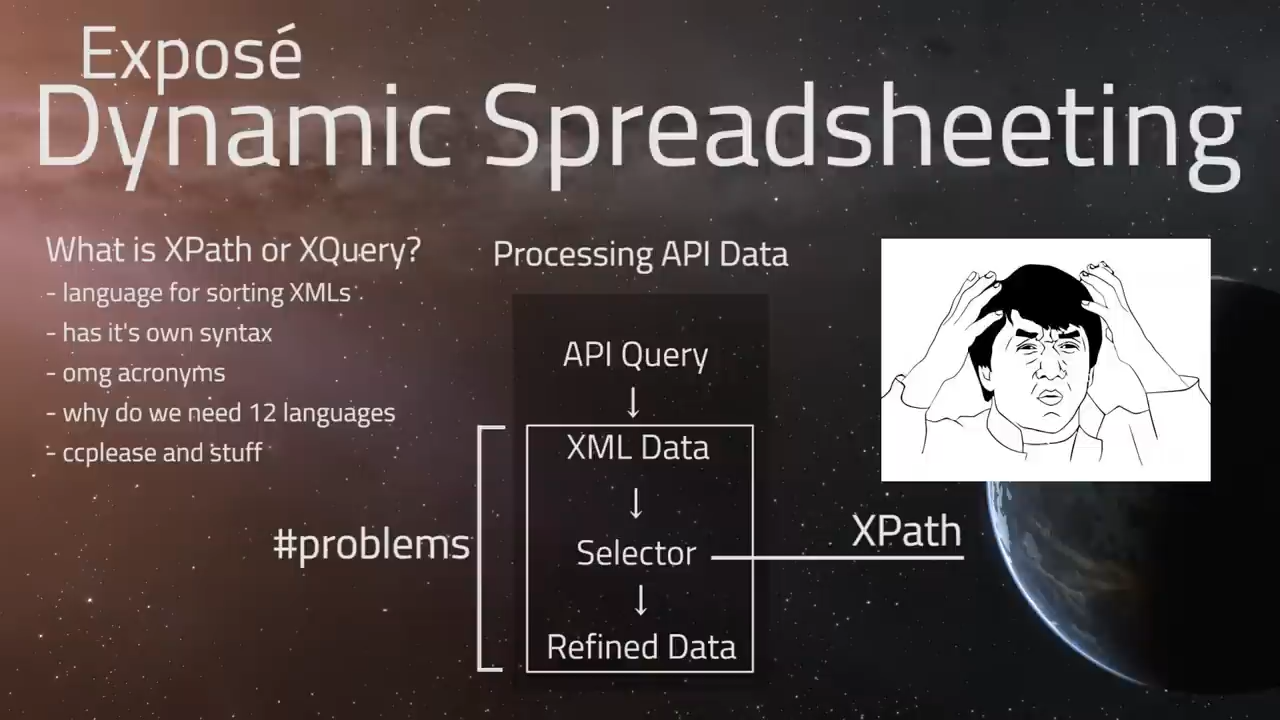 Exposé
Dynamic Spreadsheeting
What is XPath or XQuery?
- language for sorting XMLs
- has it's own syntax
- omg acronyms
- why do we need 12 languages
- ccplease and stuff
Processing API Data
API Query
↓
XML Data
↓
Selector
↓
Refined Data
#problems
XPath